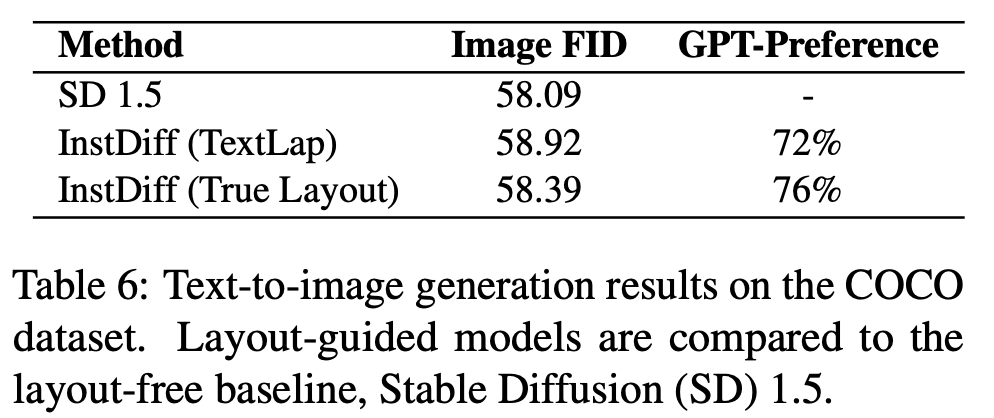 Method Image FID GPT-Preference
SD 1.5 58.09 -
InstDiff (TextLap) 58.92 72%
InstDiff (True Layout) 58.39 76%
Table 6: Text-to-image generation results on the COCO
dataset. Layout-guided models are compared to the
layout-free baseline, Stable Diffusion (SD) 1.5.